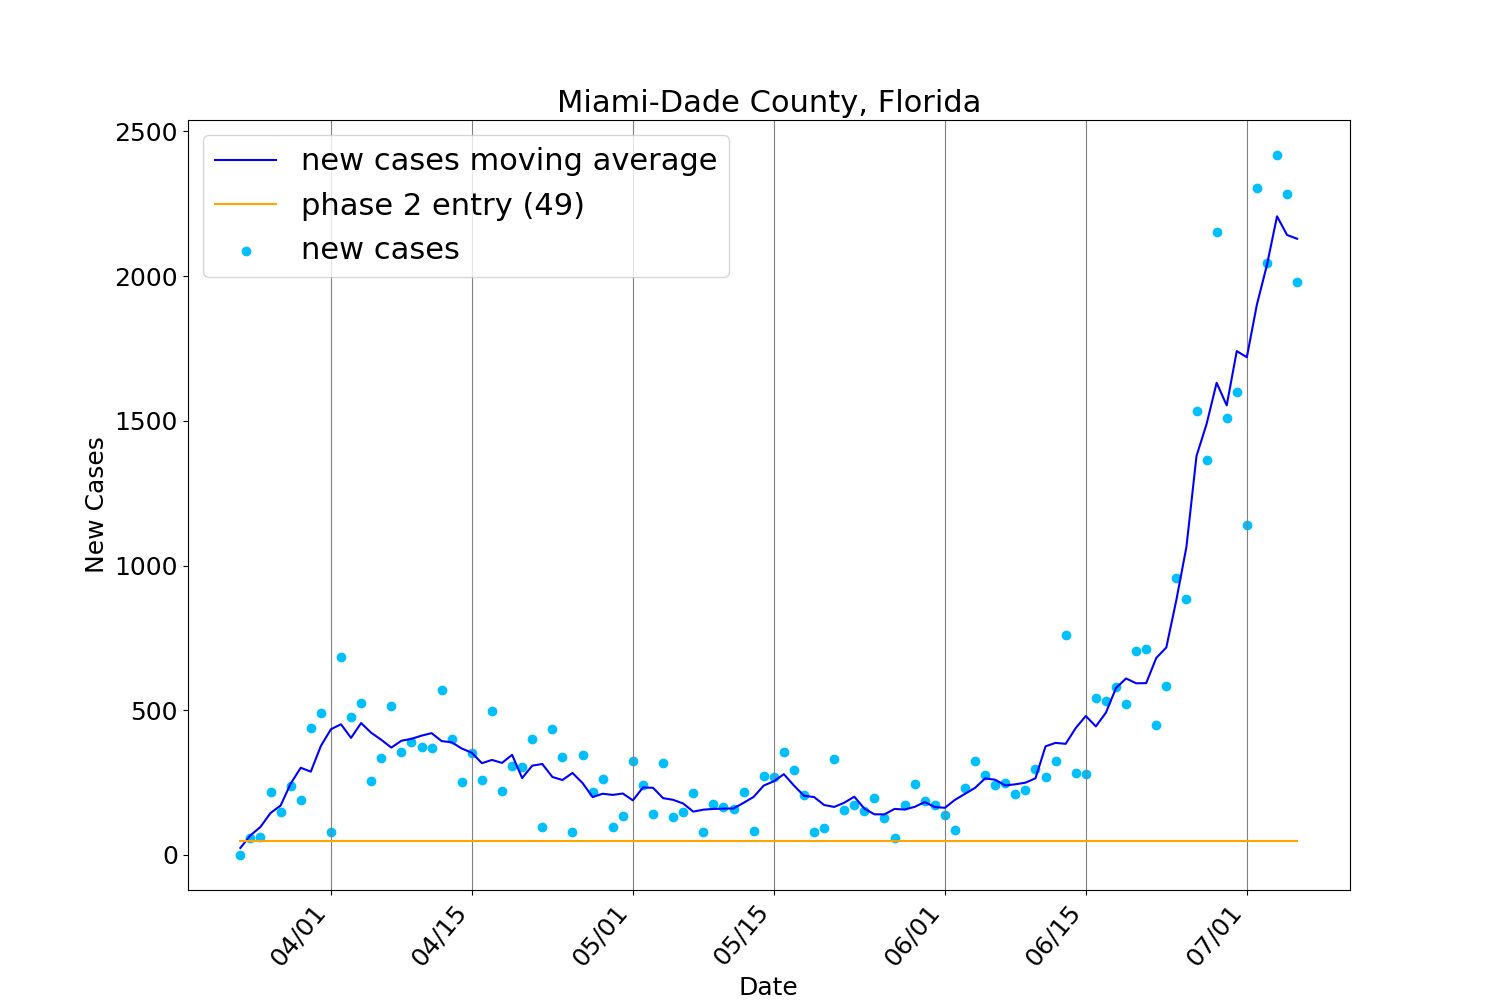 Miami-Dade County, Florida
new cases moving average
phase 2 entry (49)
new cases
2500
2000
1500
1000
500
0
New Cases
04/01
04/15
05/01
05/15
06/01
06/15
07/01
Date